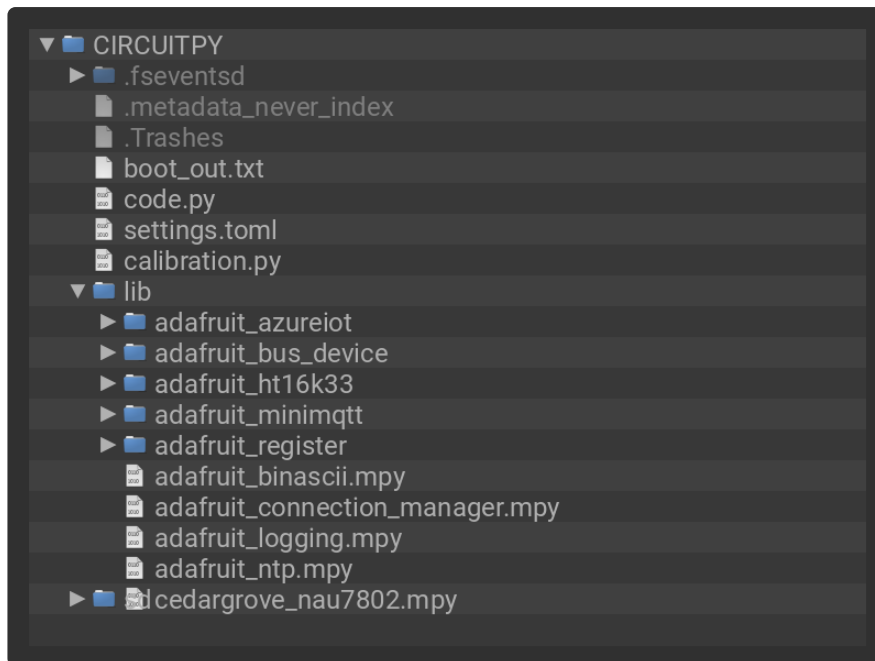 CIRCUITPY
.fseventsd
.metadata_never_index
.Trashes
boot_out.txt
code.py
settings.toml
calibration.py
lib
adafruit_azureiot
adafruit_bus_device
adafruit_ht16k33
adafruit_minimqtt
adafruit_register
adafruit_binascii.mpy
adafruit_connection_manager.mpy
adafruit_logging.mpy
adafruit_ntp.mpy
cedargrove_nau7802.mpy